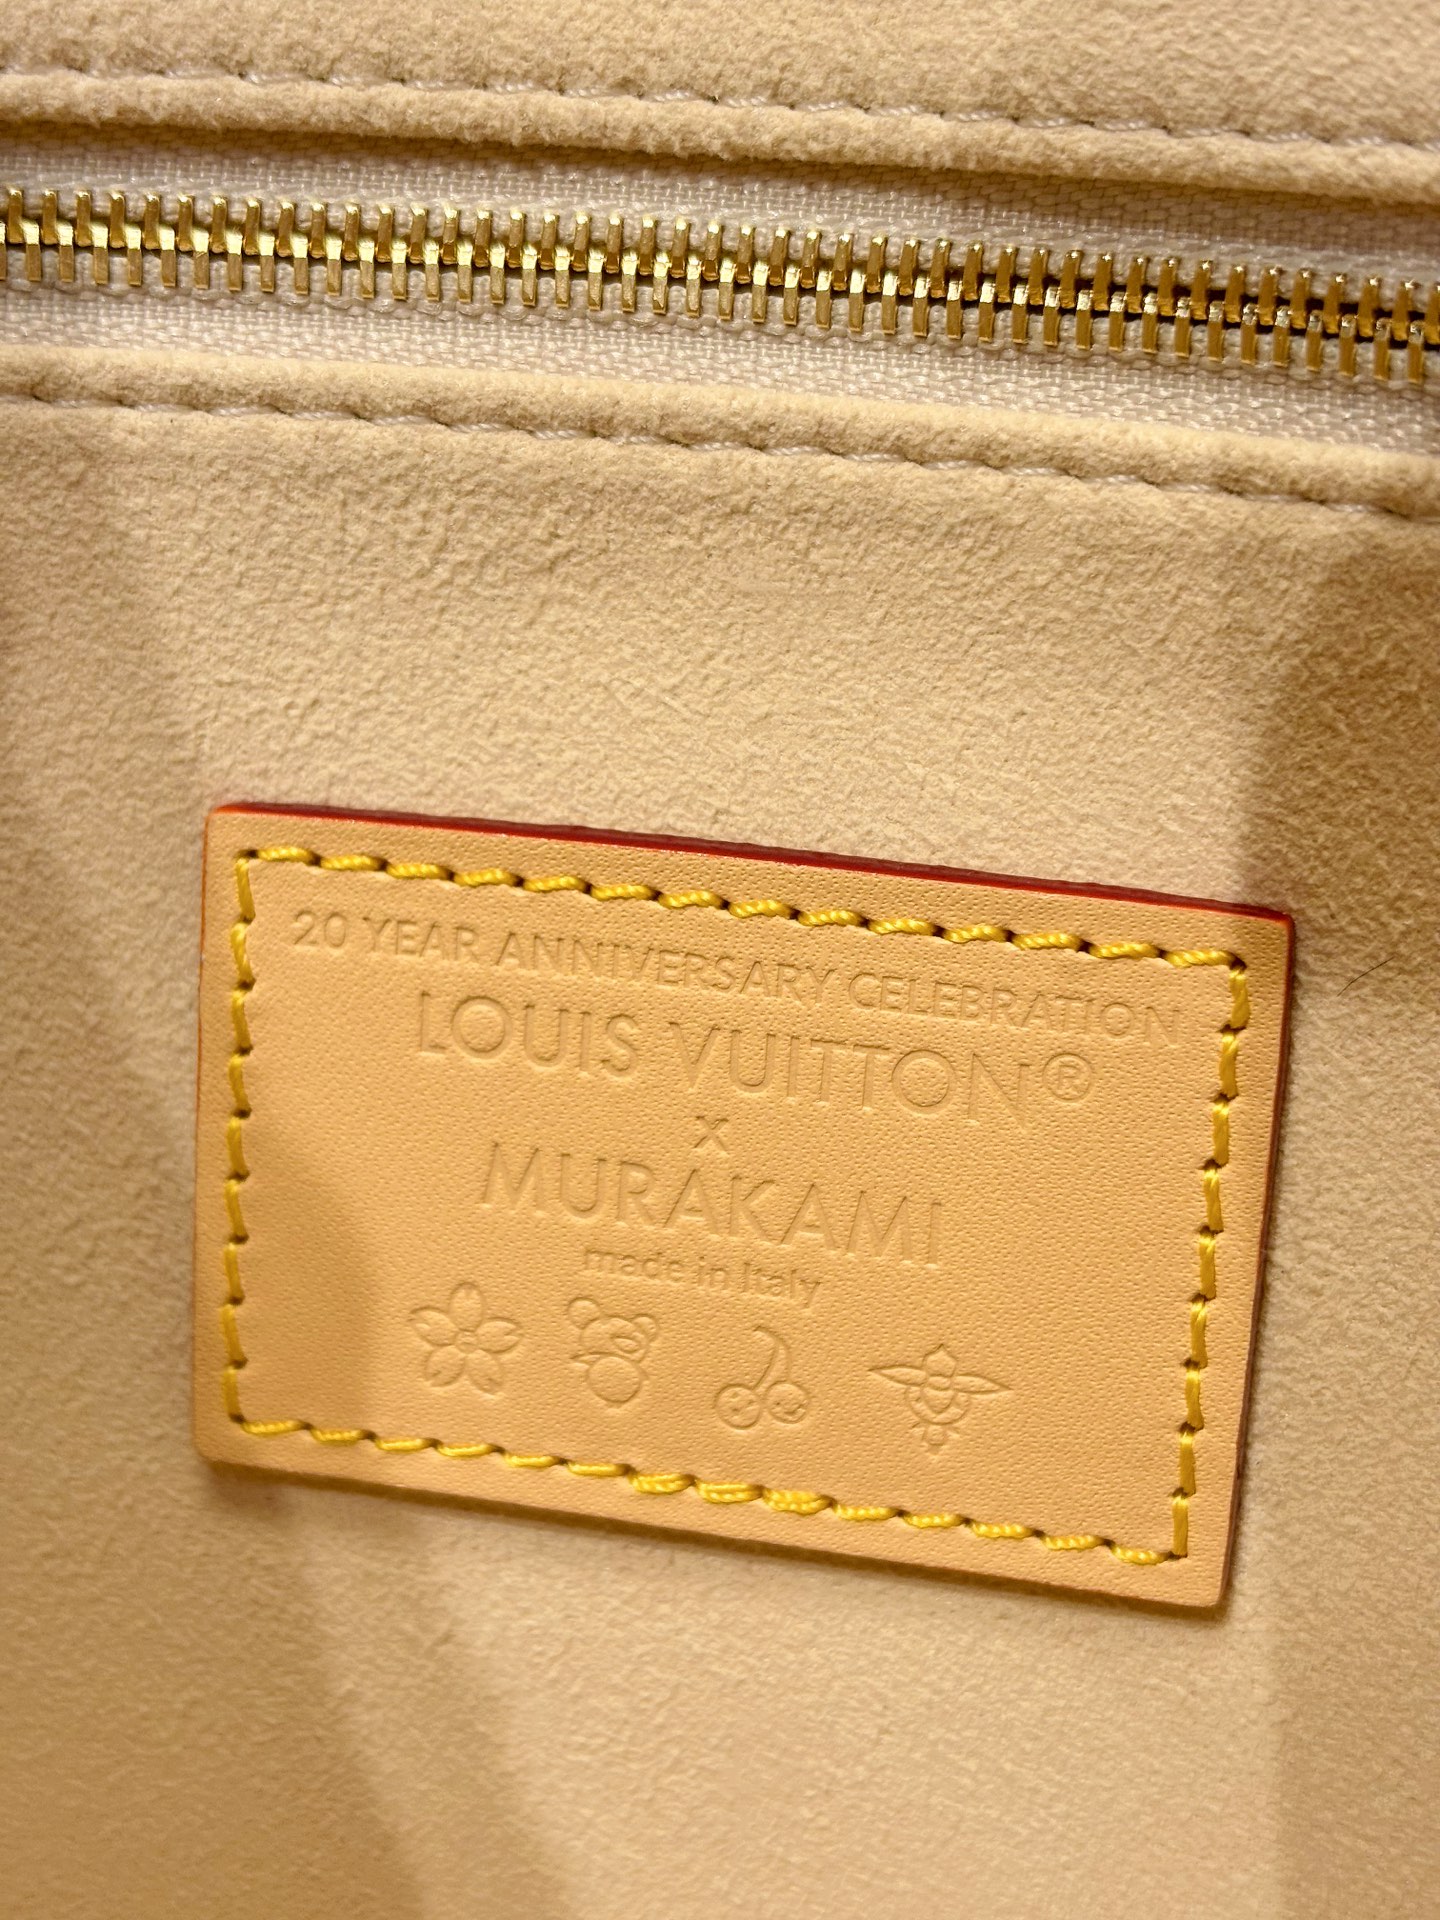 20 YEAR ANNIVERSARY CELEBRATION
LOUIS VUITTON®
x
MURAKAMI
made in Italy